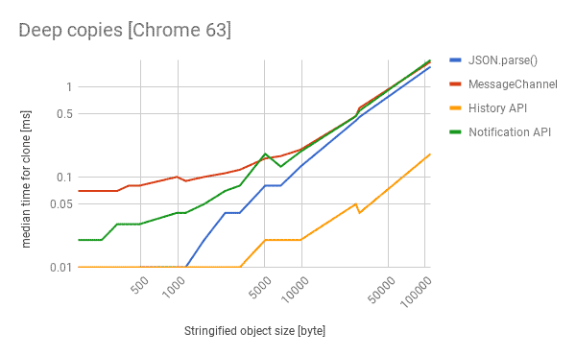 Deep copies [Chrome 63]
JSON.parse()
MessageChannel
History API
Notification API
median time for clone [ms]
1
0.5
0.1
0.05
0.01
500
1000
5000
10000
50000
100000
Stringified object size [byte]